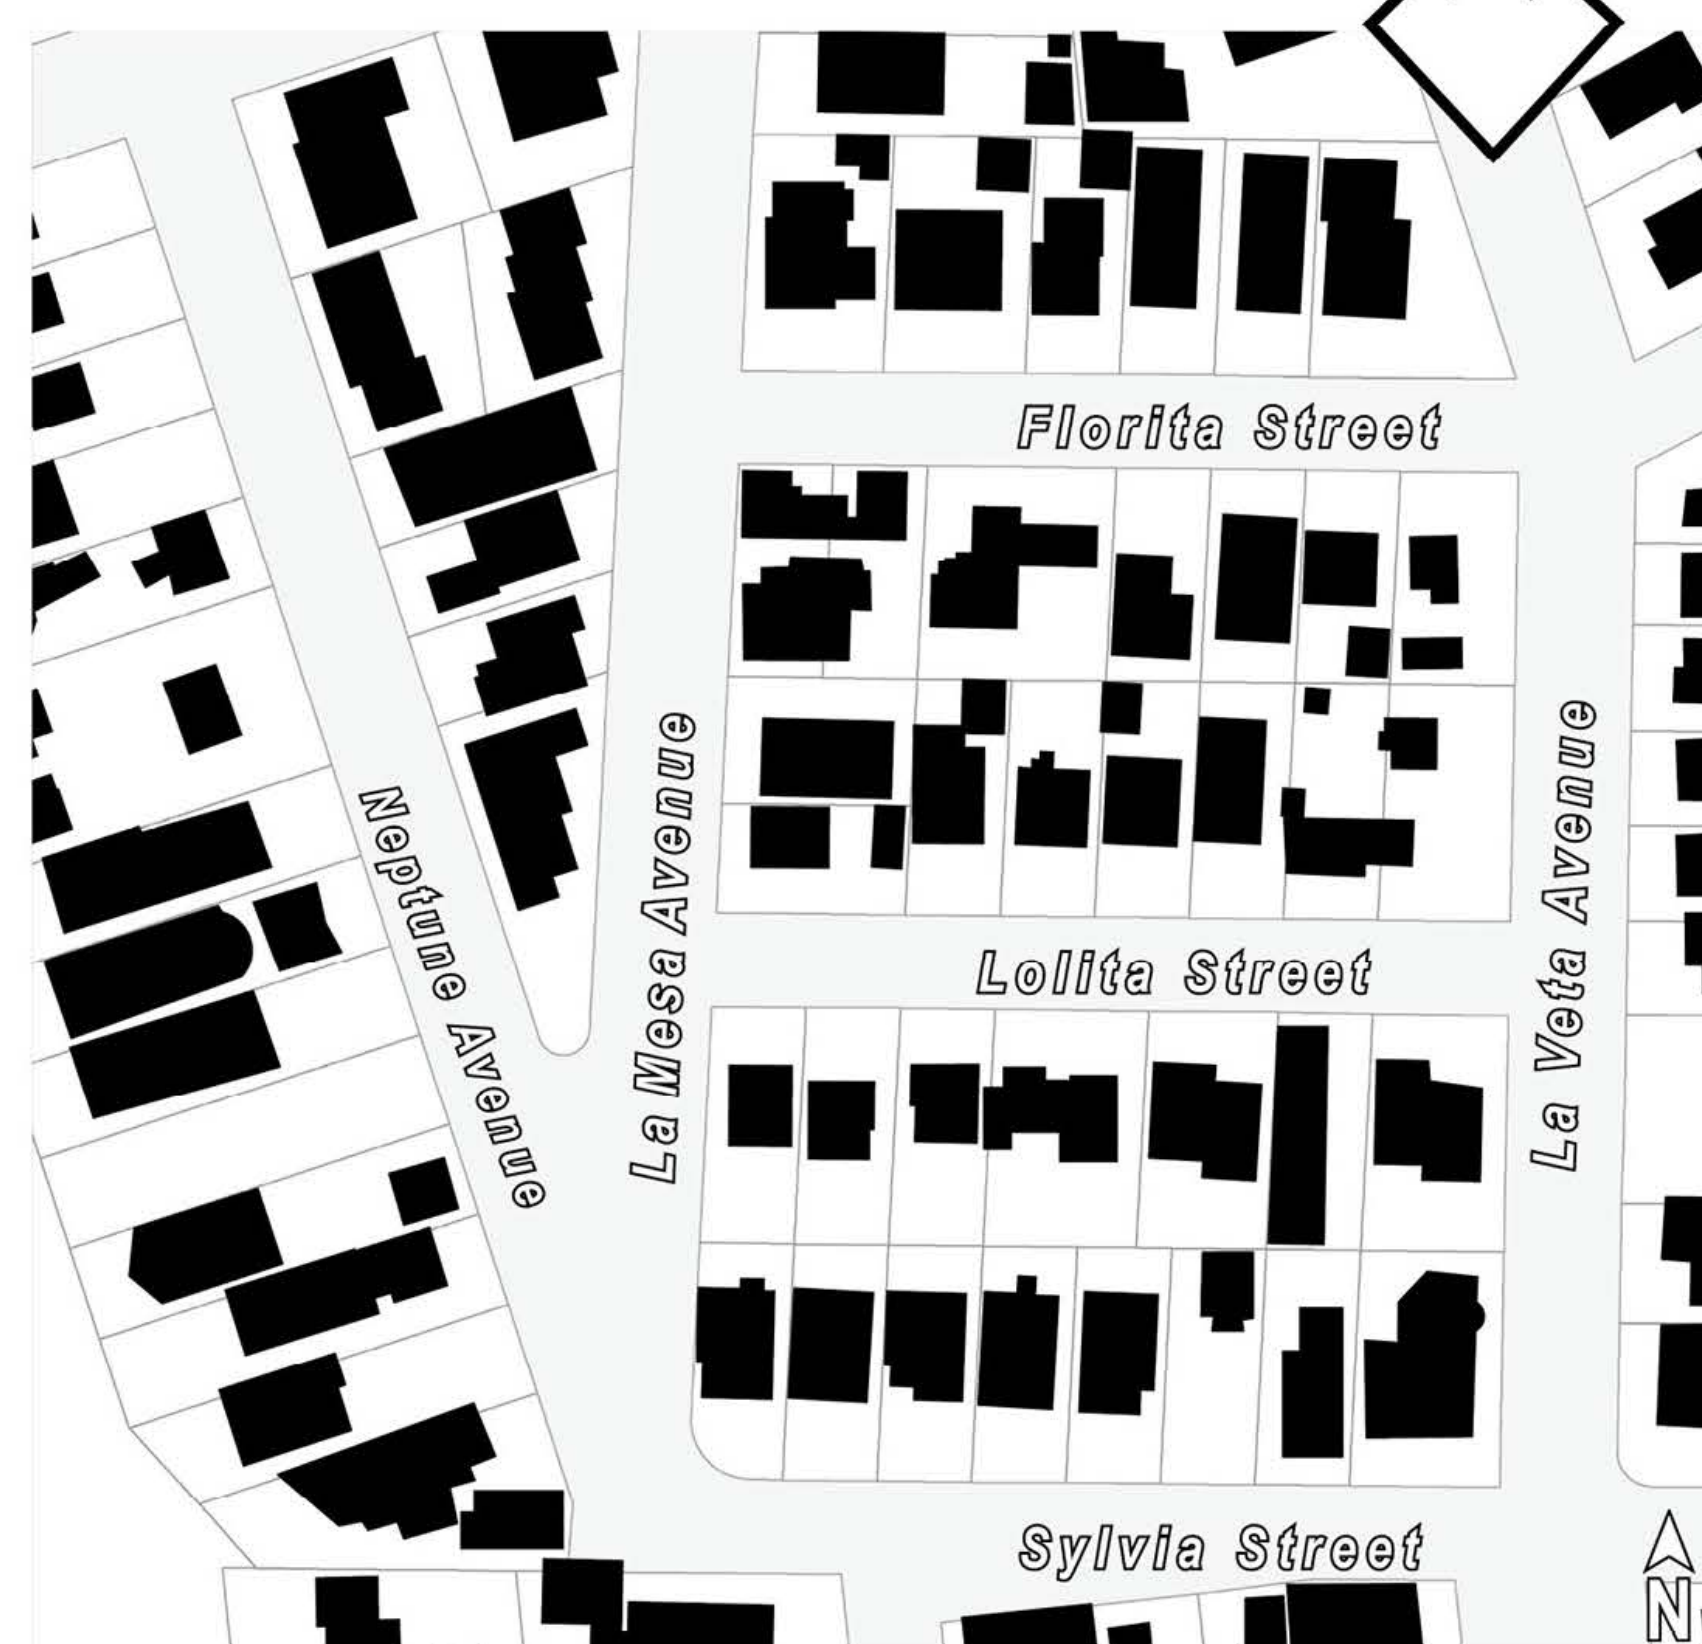 Florita Street
Neptune Avenue
La Mesa Avenue
La Veta Avenue
Lolita Street
Sylvia Street
N